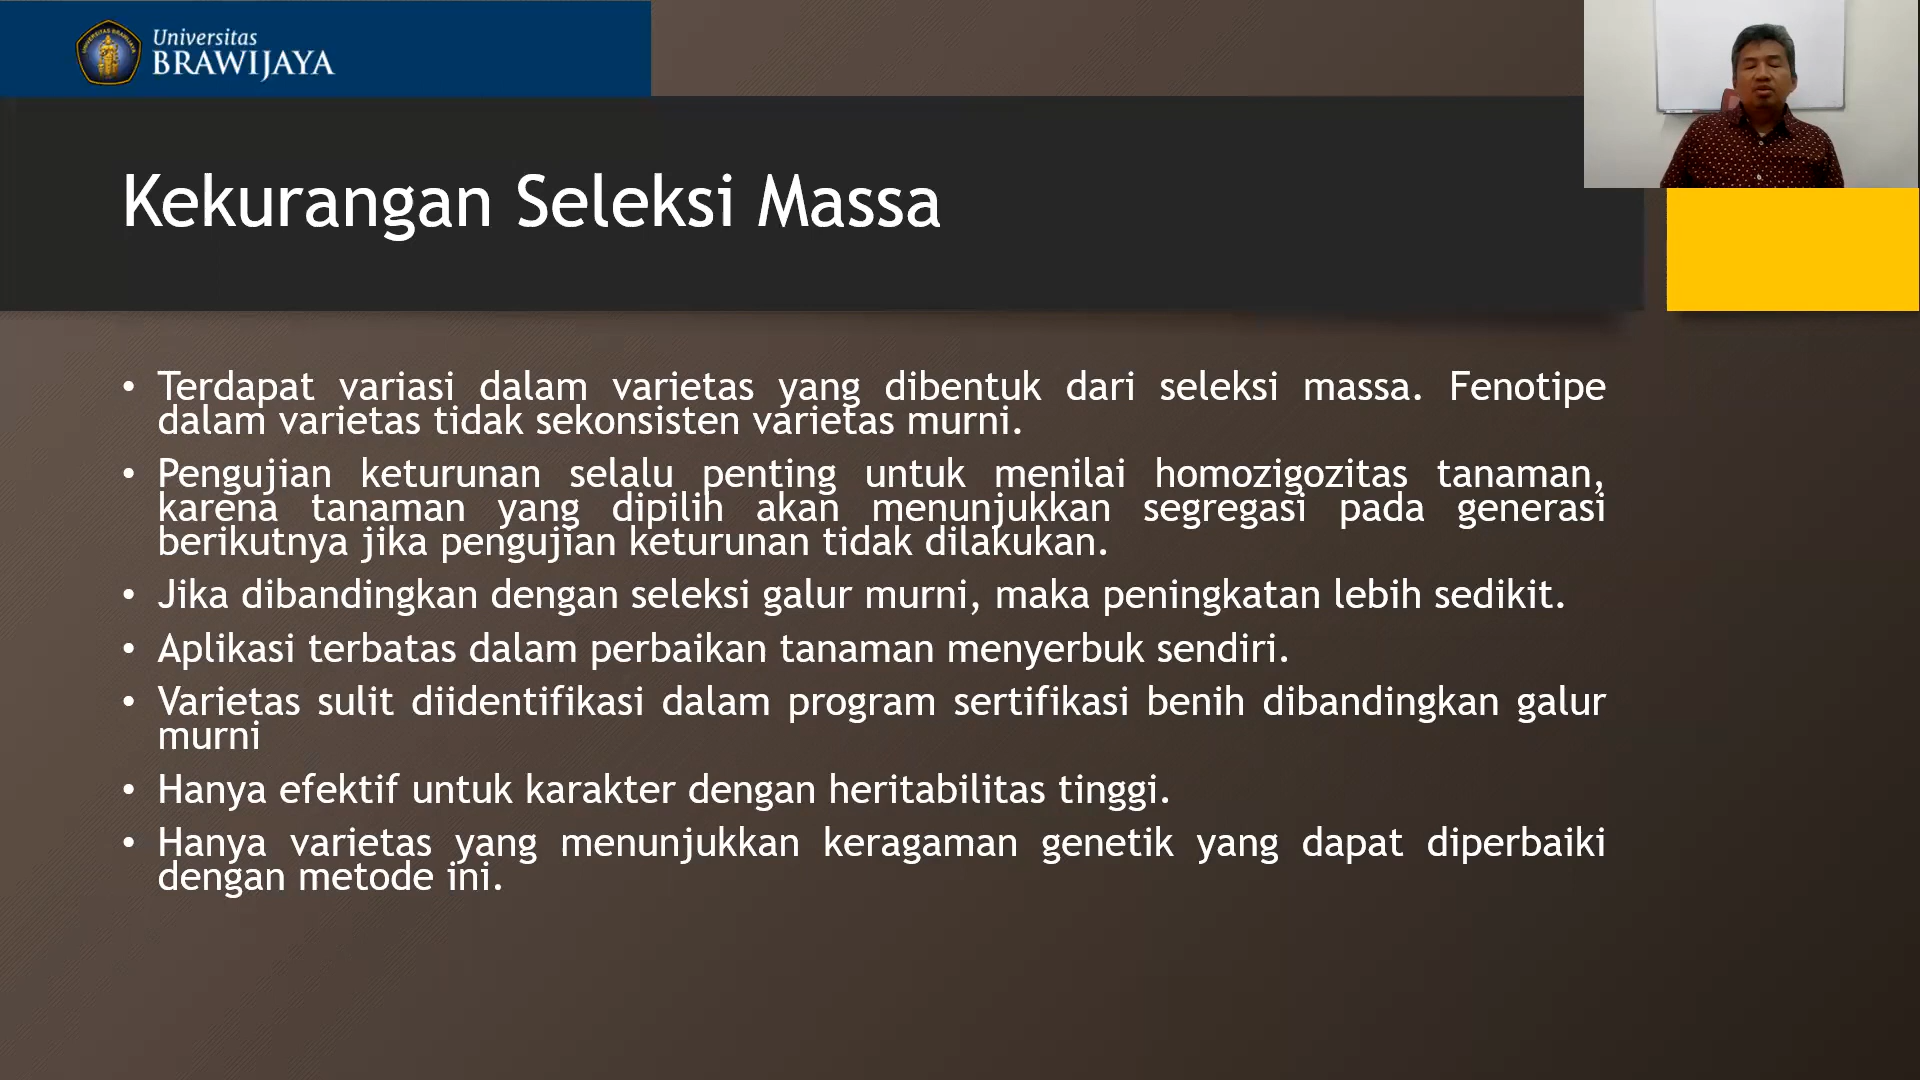 Universitas
BRAWIJAYA
Kekurangan Seleksi Massa
• Terdapat variasi dalam varietas yang dibentuk dari seleksi massa. Fenotipe
dalam varietas tidak sekonsisten varietas murni.
• Pengujian keturunan selalu penting untuk menilai homozigozitas tanaman,
karena tanaman yang dipilih akan menunjukkan segregasi pada generasi
berikutnya jika pengujian keturunan tidak dilakukan.
• Jika dibandingkan dengan seleksi galur murni, maka peningkatan lebih sedikit.
• Aplikasi terbatas dalam perbaikan tanaman menyerbuk sendiri.
• Varietas sulit diidentifikasi dalam program sertifikasi benih dibandingkan galur
murni
• Hanya efektif untuk karakter dengan heritabilitas tinggi.
• Hanya varietas yang menunjukkan keragaman genetik yang dapat diperbaiki
dengan metode ini.